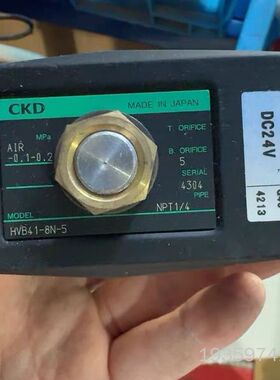 CKD
MADE IN JAPAN
MPa
T. ORIFICE
AIR
-0.1-0.2
B. ORIFICE
5
SERIAL
4304
PIPE
NPT1/4
MODEL
HVB41-8N-5
DC24V
4213